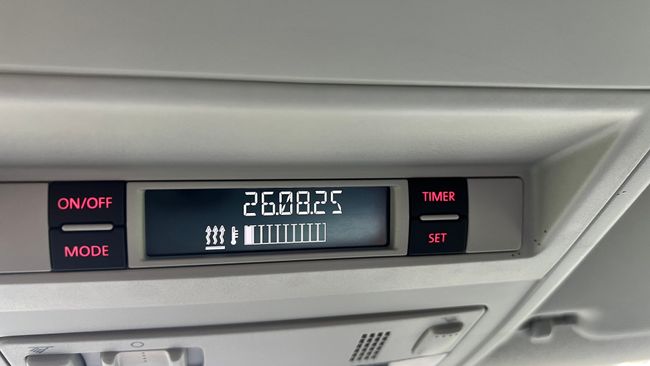 ON/OFF
MODE
26.08.25
TIMER
SET